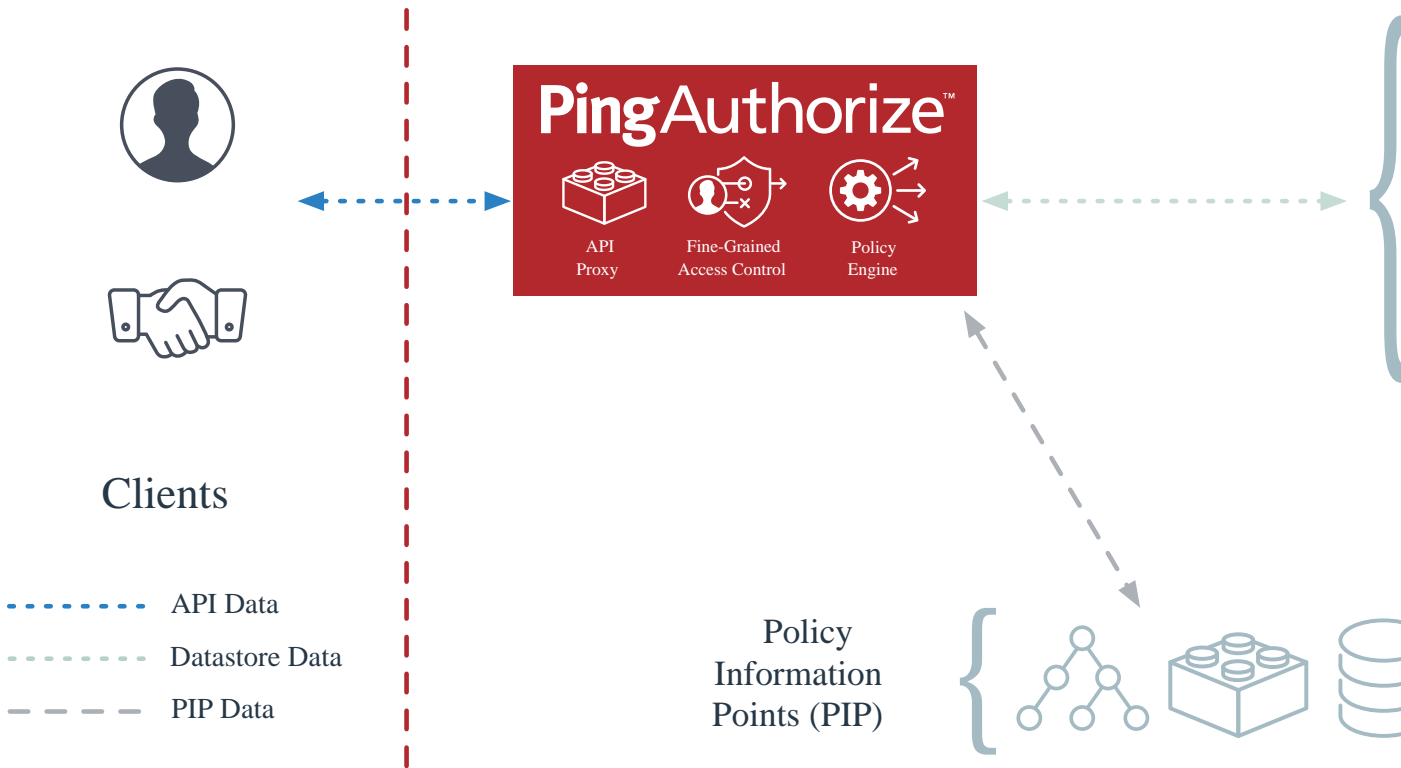 PingAuthorize™
API
Proxy
Fine-Grained
Access Control
Policy
Engine
Clients
API Data
Datastore Data
PIP Data
Policy
Information
Points (PIP)